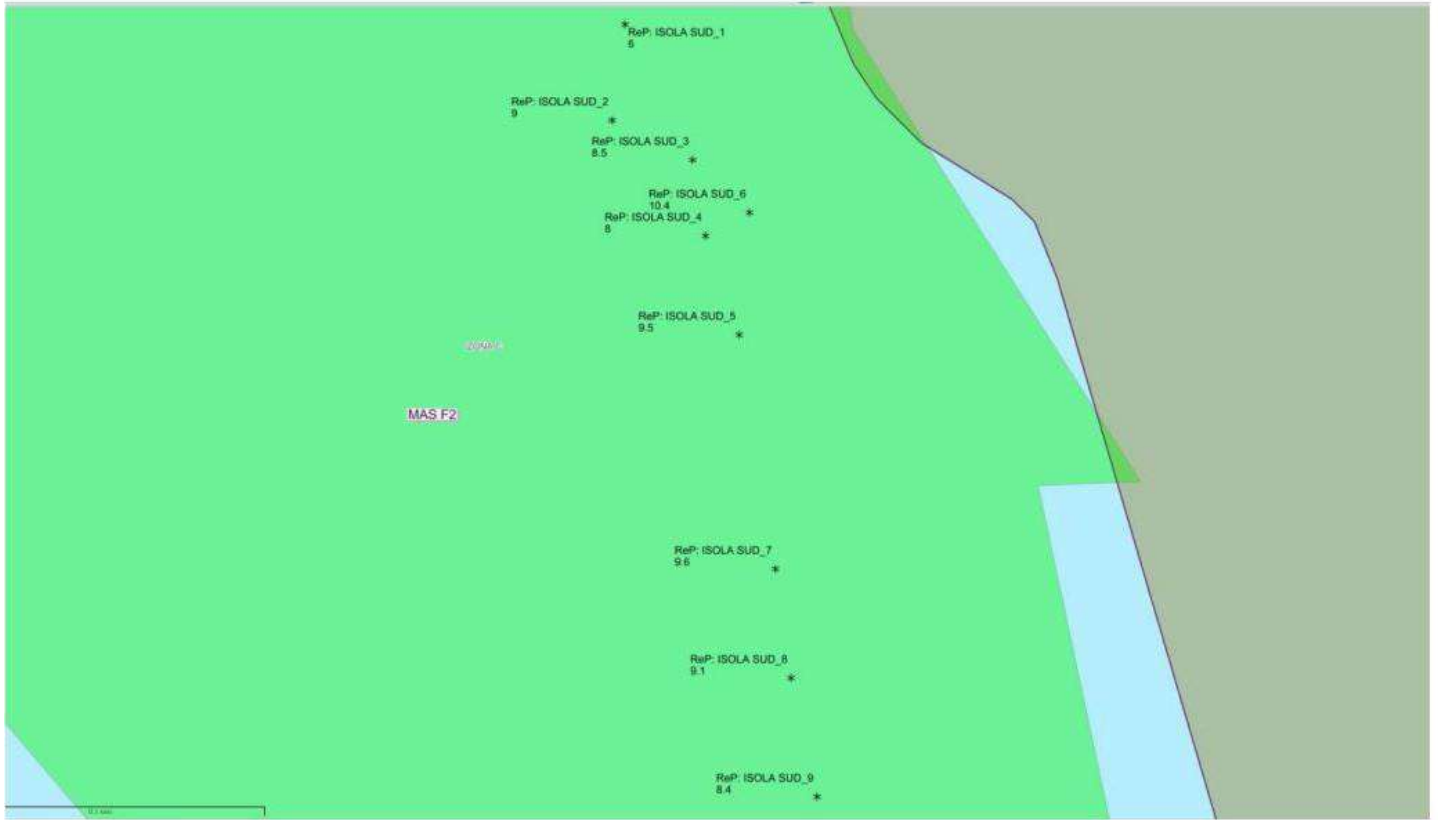 ReP: ISOLA SUD_1
6
ReP: ISOLA SUD_2
9
ReP: ISOLA SUD_3
8.5
ReP: ISOLA SUD_6
10.4
ReP: ISOLA SUD_4
8
ReP: ISOLA SUD_5
9.5
MAS F2
ReP: ISOLA SUD_7
9.6
ReP: ISOLA SUD_8
9.1
ReP: ISOLA SUD_9
8.4